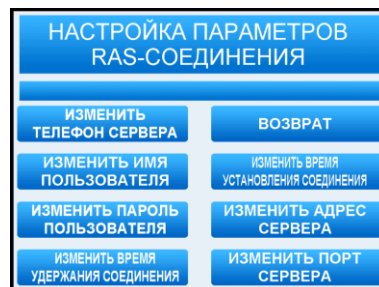 НАСТРОЙКА ПАРАМЕТРОВ
RAS-СОЕДИНЕНИЯ
ИЗМЕНИТЬ
ТЕЛЕФОН СЕРВЕРА
ВОЗВРАТ
ИЗМЕНИТЬ ИМЯ
ПОЛЬЗОВАТЕЛЯ
ИЗМЕНИТЬ ВРЕМЯ
УСТАНОВЛЕНИЯ СОЕДИНЕНИЯ
ИЗМЕНИТЬ ПАРОЛЬ
ПОЛЬЗОВАТЕЛЯ
ИЗМЕНИТЬ АДРЕС
СЕРВЕРА
ИЗМЕНИТЬ ВРЕМЯ
УДЕРЖАНИЯ СОЕДИНЕНИЯ
ИЗМЕНИТЬ ПОРТ
СЕРВЕРА